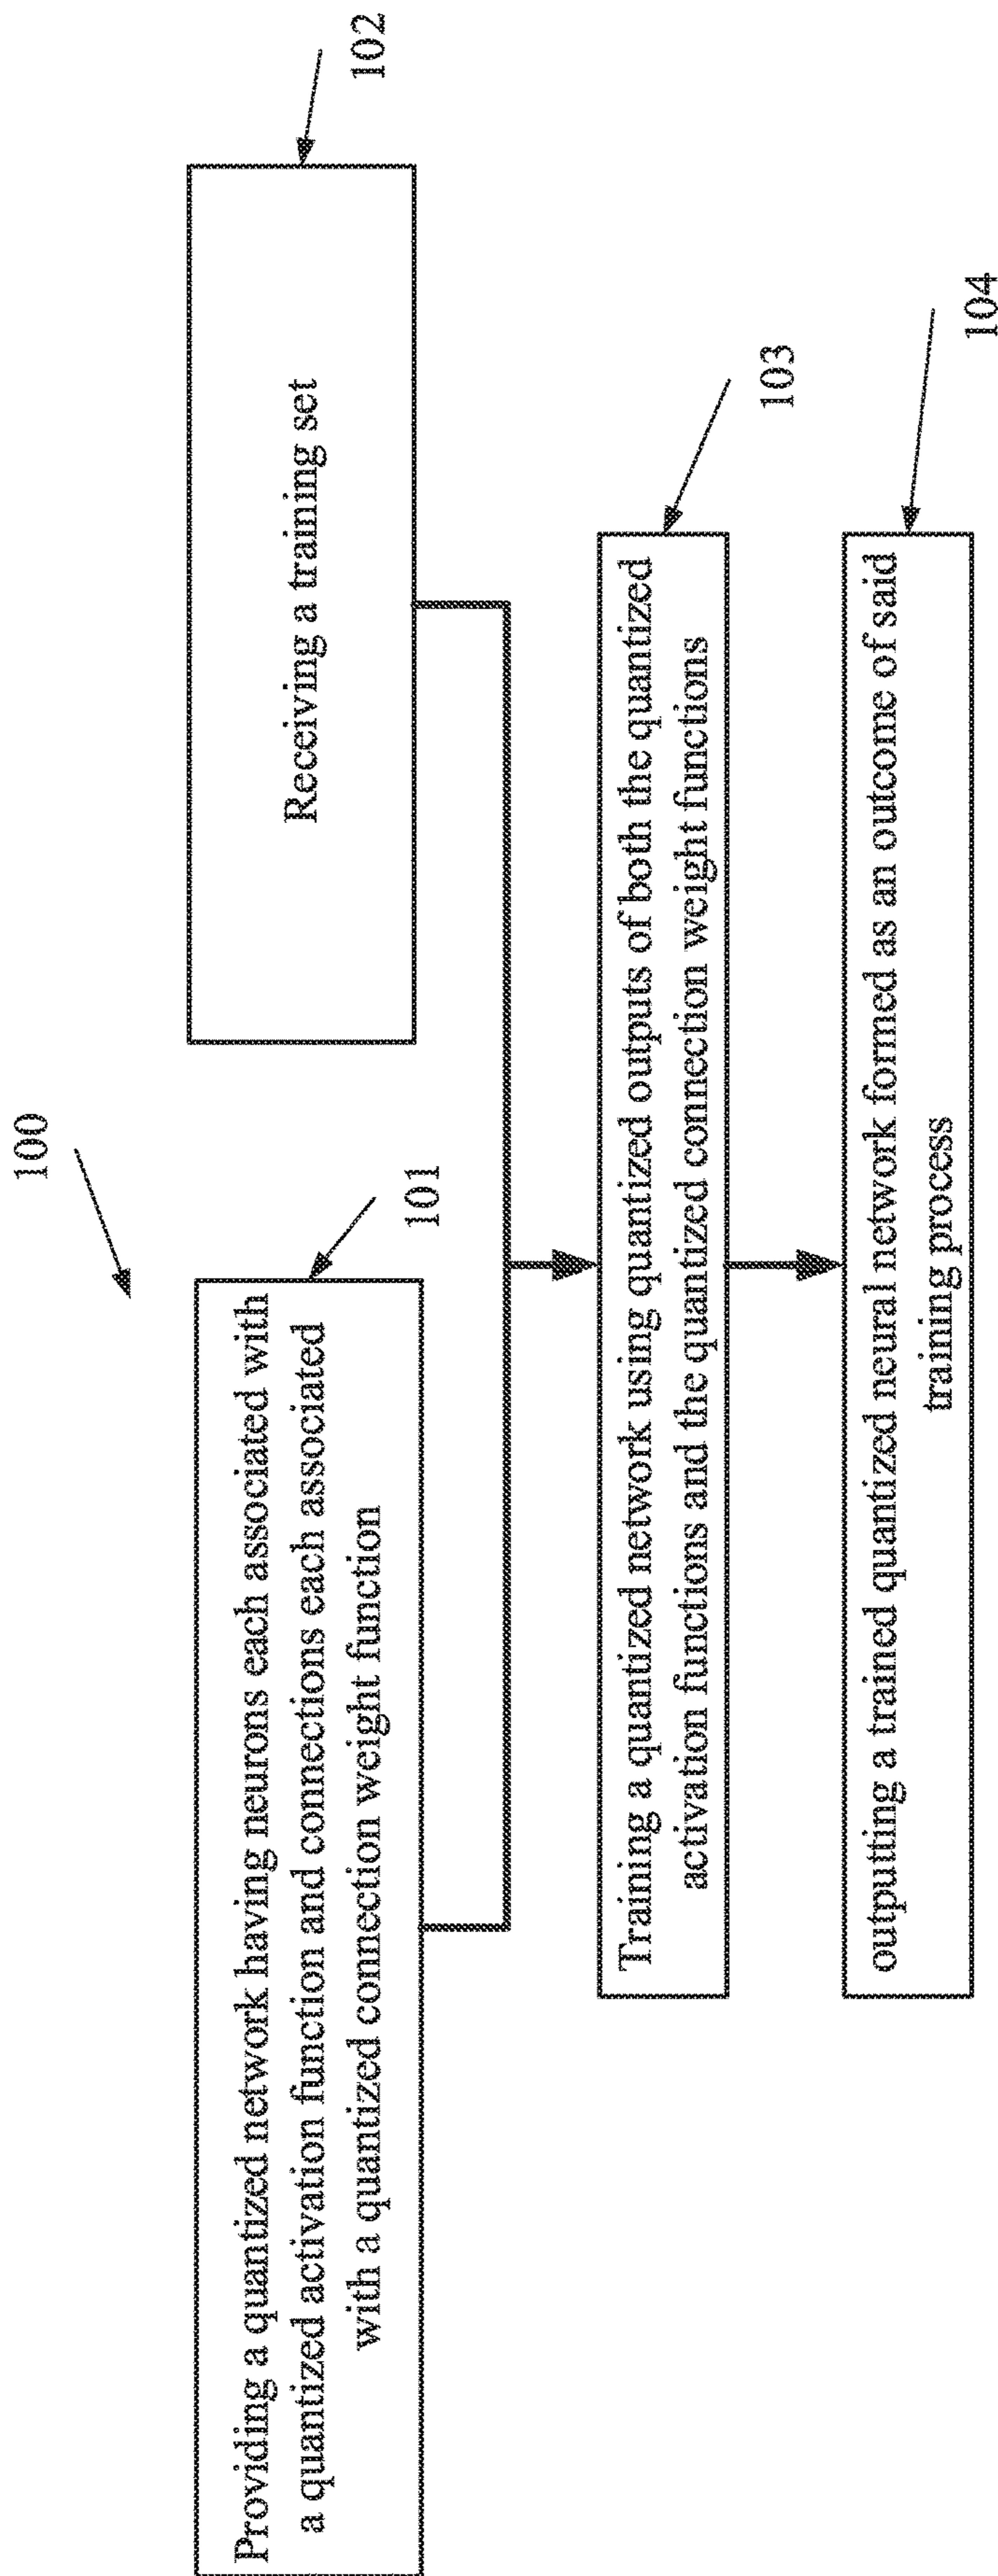 100
101
Providing a quantized network having neurons each associated with
a quantized activation function and connections each associated
with a quantized connection weight function
102
Receiving a training set
103
Training a quantized network using quantized outputs of both the quantized
activation functions and the quantized connection weight functions
104
outputting a trained quantized neural network formed as an outcome of said
training process